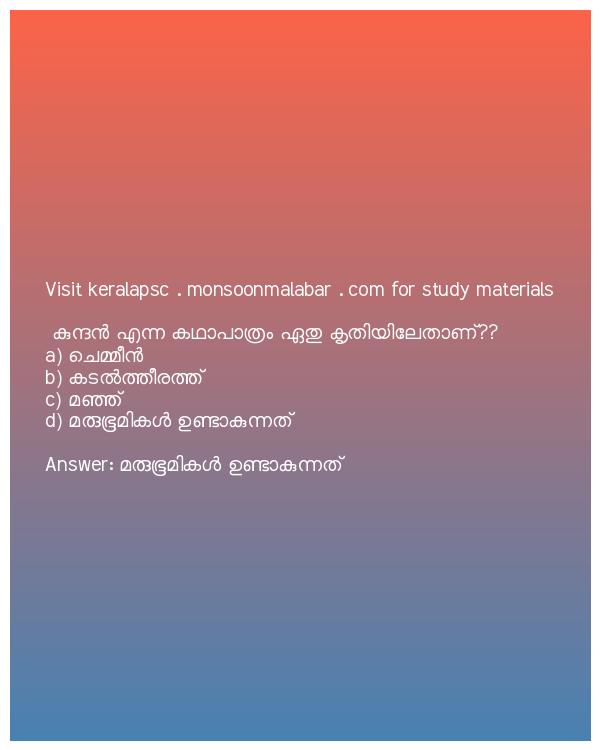 Visit keralapsc . monsoonmalabar . com for study materials
കുന്ദൻ എന്ന കഥാപാത്രം ഏതു കൃതിയിലേതാണ്??
a) ചെമ്മീൻ
b) കടൽത്തീരത്ത്
c) മഞ്ഞ്
d) മരുഭൂമികൾ ഉണ്ടാകുന്നത്
Answer: മരുഭൂമികൾ ഉണ്ടാകുന്നത്